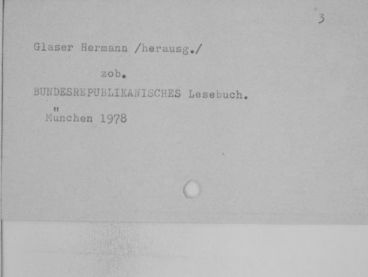 3
Glaser Hermann /herausg./
zob.
BUNDESREPUBLIKANISCHES Lesebuch.
München 1978